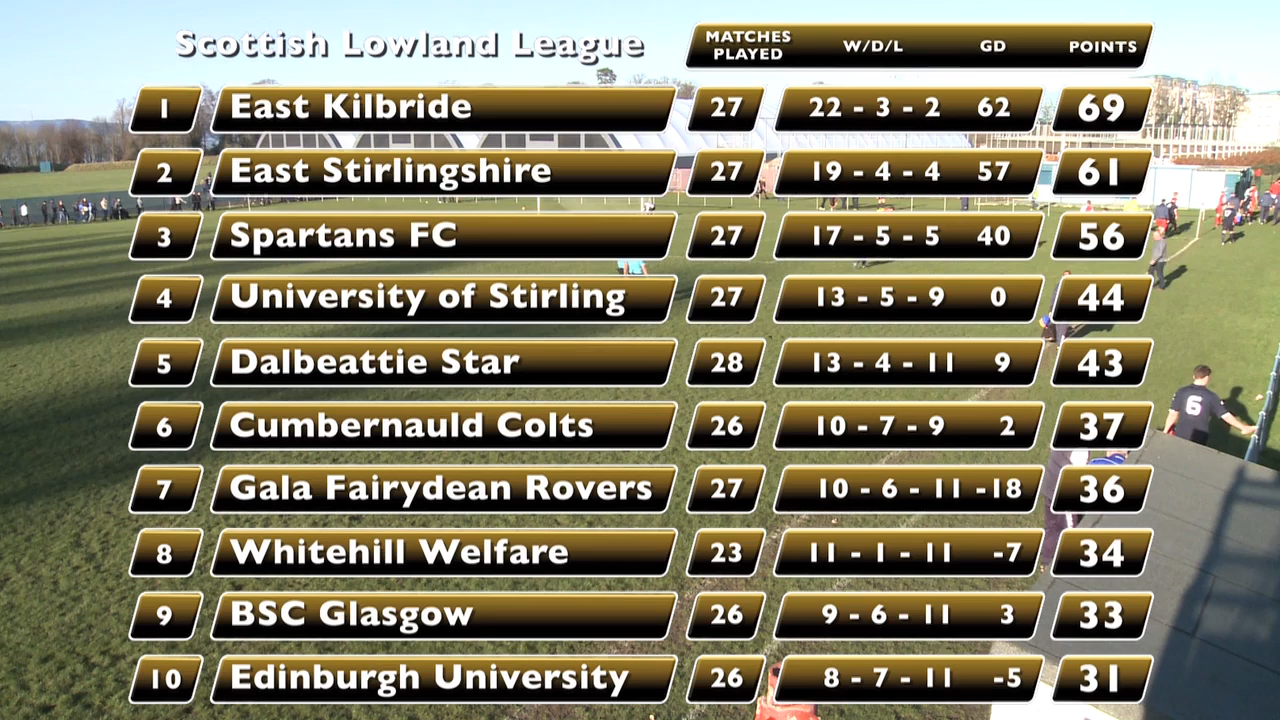 Scottish Lowland League MATCHES PLAYED W/D/L GD POINTS
1 East Kilbride 27 22 - 3 - 2 62 69
2 East Stirlingshire 27 19 - 4 - 4 57 61
3 Spartans FC 27 17 - 5 - 5 40 56
4 University of Stirling 27 13 - 5 - 9 0 44
5 Dalbeattie Star 28 13 - 4 - 11 9 43
6 Cumbernauld Colts 26 10 - 7 - 9 2 37
7 Gala Fairydean Rovers 27 10 - 6 - 11 -18 36
8 Whitehill Welfare 23 11 - 1 - 11 -7 34
9 BSC Glasgow 26 9 - 6 - 11 3 33
10 Edinburgh University 26 8 - 7 - 11 -5 31
6